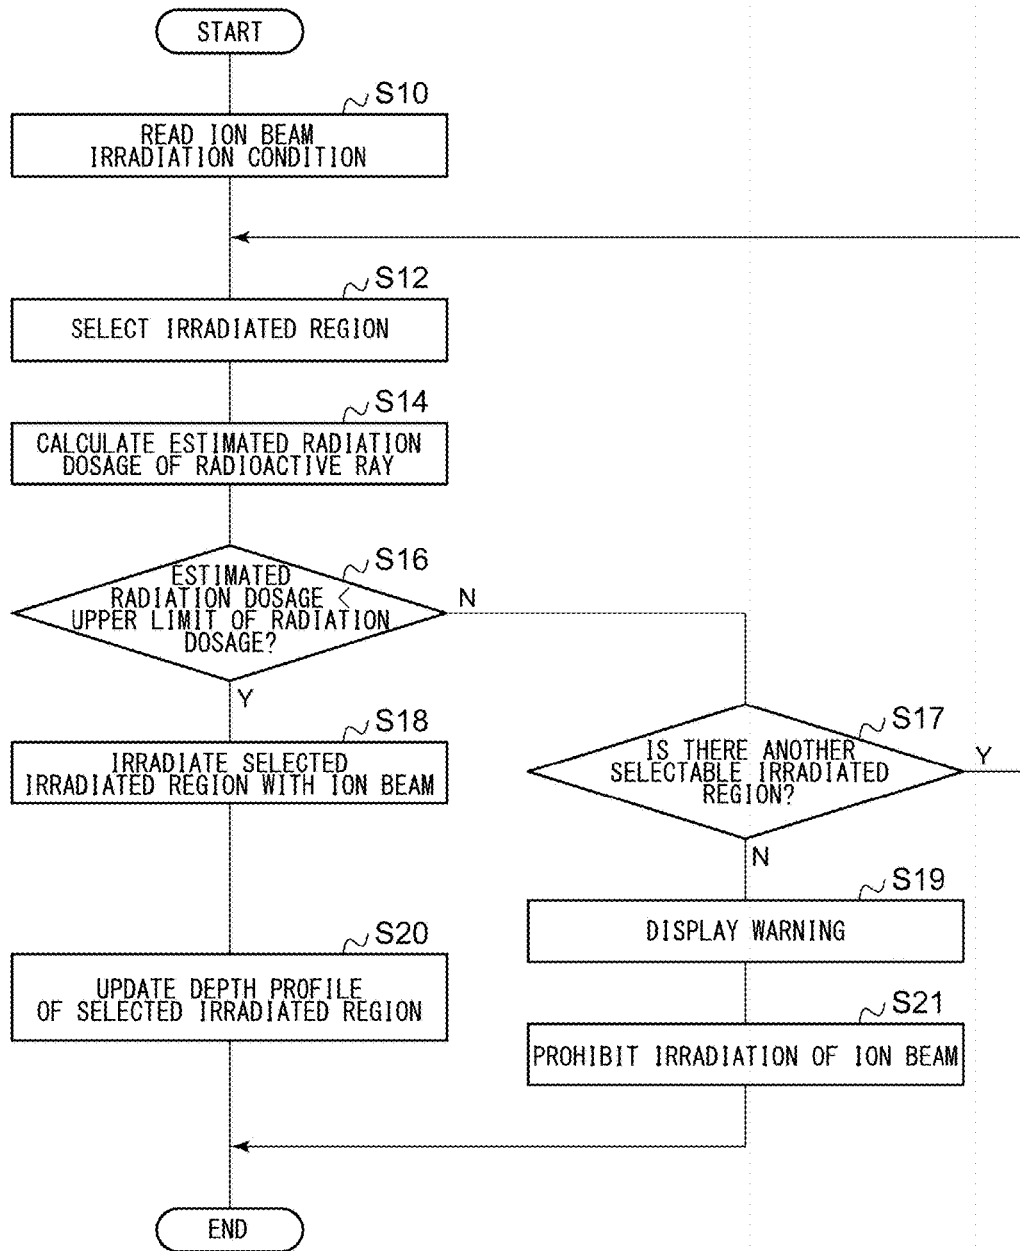 START
S10
READ ION BEAM
IRRADIATION CONDITION
S12
SELECT IRRADIATED REGION
S14
CALCULATE ESTIMATED RADIATION
DOSAGE OF RADIOACTIVE RAY
S16
ESTIMATED
RADIATION DOSAGE <
UPPER LIMIT OF RADIATION
DOSAGE?
N
Y
S18
IRRADIATE SELECTED
IRRADIATED REGION WITH ION BEAM
S17
IS THERE ANOTHER
SELECTABLE IRRADIATED
REGION?
Y
N
S19
DISPLAY WARNING
S20
UPDATE DEPTH PROFILE
OF SELECTED IRRADIATED REGION
S21
PROHIBIT IRRADIATION OF ION BEAM
END